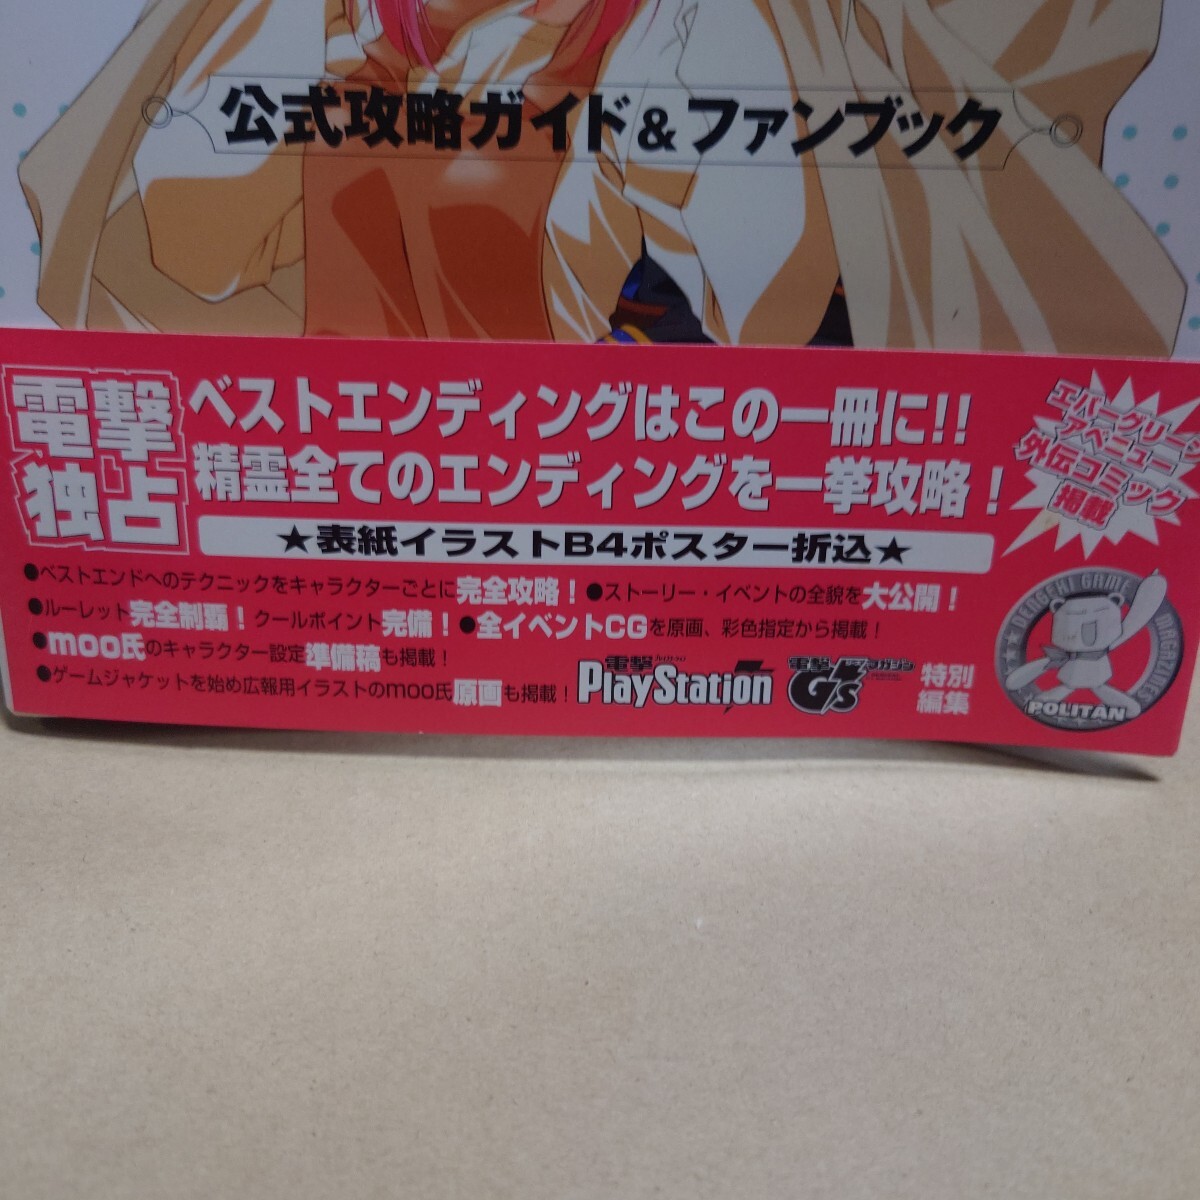 公式攻略ガイド&ファンブック
電撃
独占
ベストエンディングはこの一冊に!!
精霊全てのエンディングを一挙攻略!
★表紙イラストB4ポスター折込★
エバーグリーン
アベニュー
外伝コミック
掲載
●ベストエンドへのテクニックをキャラクターごとに完全攻略! ●ストーリー・イベントの全貌を大公開!
●ルーレット完全制覇! クールポイント完備! ●全イベントCGを原画、彩色指定から掲載!
●moo氏のキャラクター設定準備稿も掲載!
●ゲームジャケットを始め広報用イラストのmoo氏原画も掲載!
電撃
PlayStation
電撃G'sマガジン
特別
編集
DENGEKI GAME MAGAZINES
POLITAN